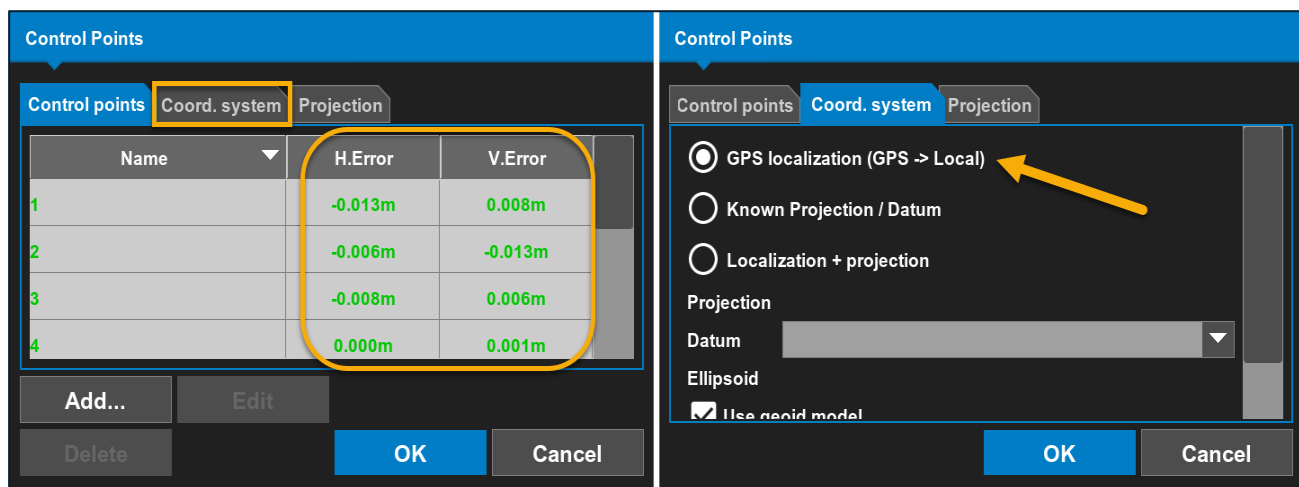 Control Points
Control points Coord. system Projection
Name H.Error V.Error
1 -0.013m 0.008m
2 -0.006m -0.013m
3 -0.008m 0.006m
4 0.000m 0.001m
Add... Edit
Delete OK Cancel
Control Points
Control points Coord. system Projection
GPS localization (GPS -> Local)
Known Projection / Datum
Localization + projection
Projection
Datum
Ellipsoid
Use geoid model
OK Cancel